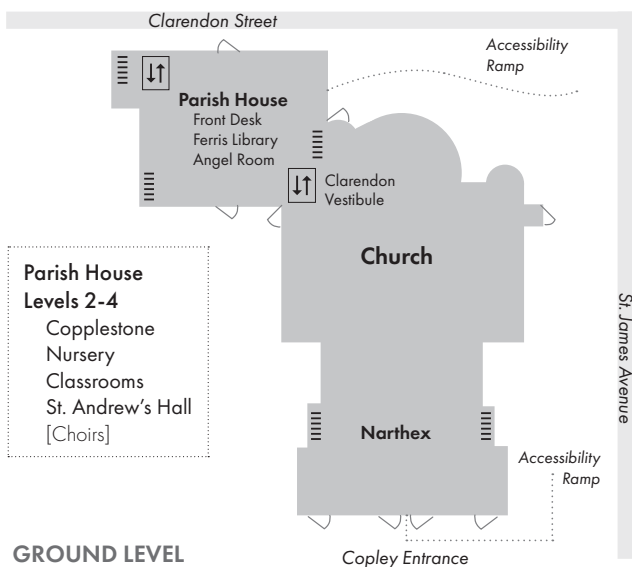 Clarendon Street
Accessibility
Ramp
Parish House
Front Desk
Ferris Library
Angel Room
Clarendon
Vestibule
Church
Parish House
Levels 2-4
Copplestone
Nursery
Classrooms
St. Andrew's Hall
[Choirs]
St. James Avenue
Narthex
Accessibility
Ramp
GROUND LEVEL
Copley Entrance